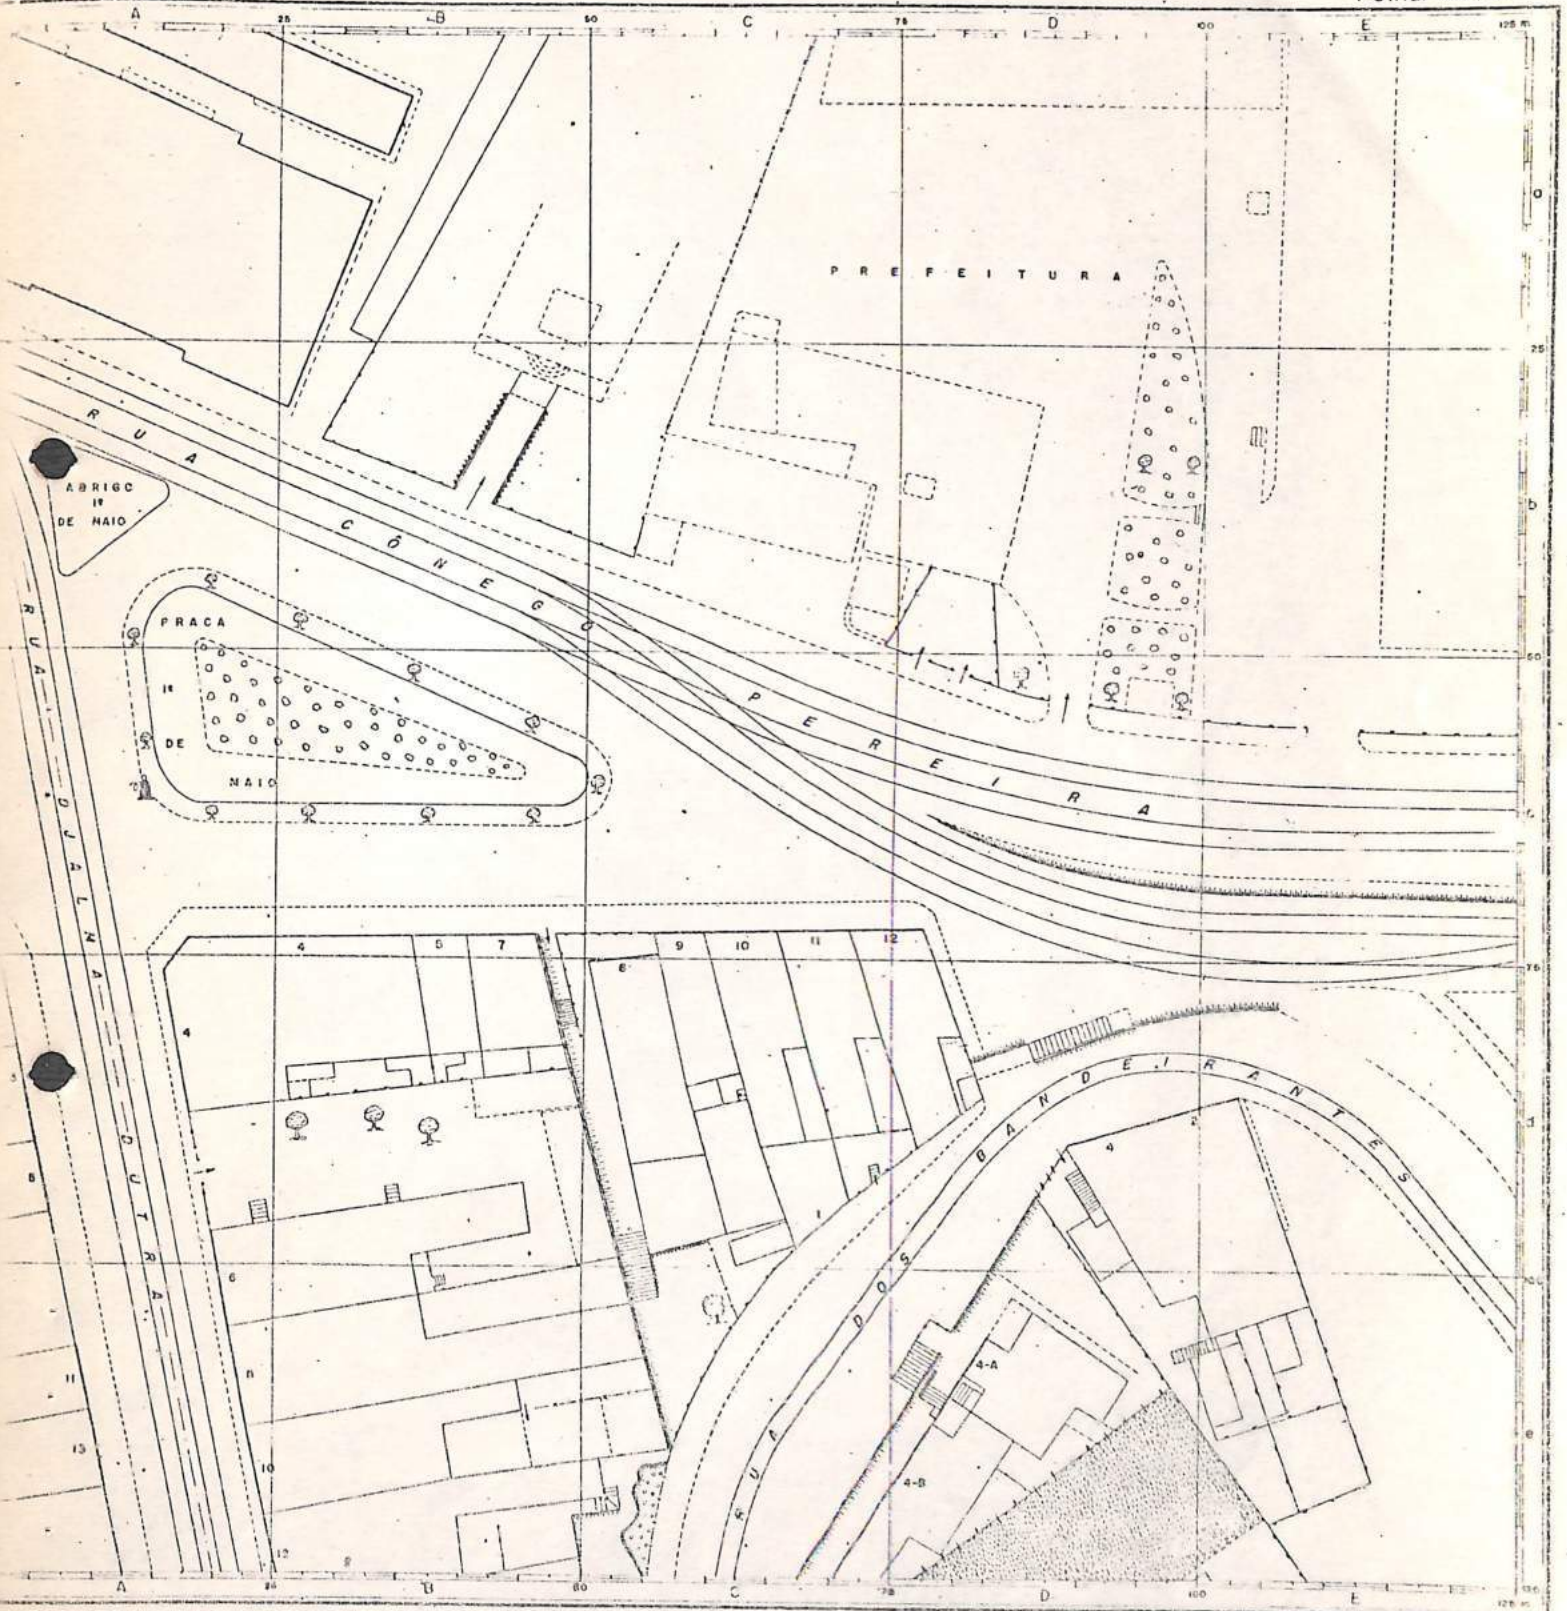 A 25 B 50 C 75 D 100 E 125 m
a
PREFEITURA
25
RUA CÔNEGO PEREIRA
b
ABRIGO
1º
DE MAIO
PRACA
1º
DE
MAIO
50
RUA DJALMA DUTRA
4 5 7 9 10 11 12
75
4
RUA DOS BANDEIRANTES
2
4
d
6
4-A
11
8
13
10
4-B
e
12
A B C D 100 E
125 m